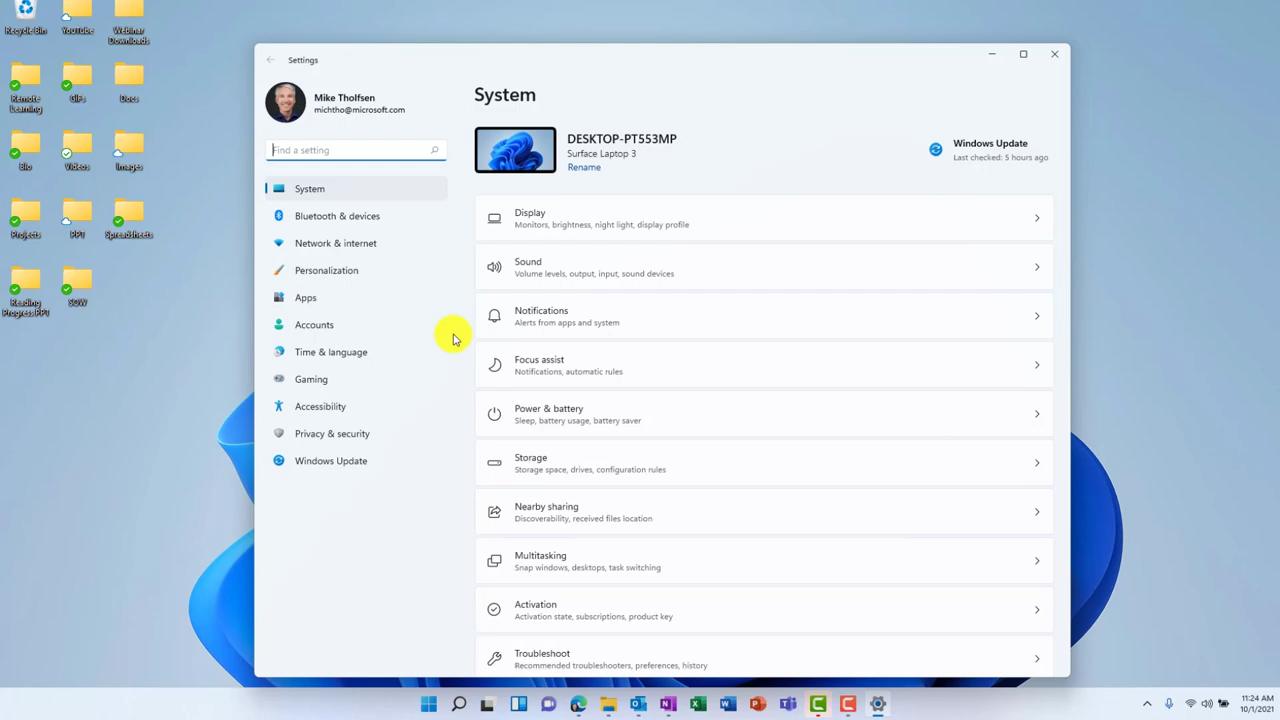 Recycle Bin
YouTube
Webinar
Downloads
Remote
Learning
GIFs
Docs
Bio
Videos
Images
Projects
PPT
Spreadsheets
Reading
Progress PPT
SOW
Settings
Mike Tholfsen
michtho@microsoft.com
Find a setting
System
Bluetooth & devices
Network & internet
Personalization
Apps
Accounts
Time & language
Gaming
Accessibility
Privacy & security
Windows Update
System
DESKTOP-PT553MP
Surface Laptop 3
Rename
Windows Update
Last checked: 5 hours ago
Display
Monitors, brightness, night light, display profile
Sound
Volume levels, output, input, sound devices
Notifications
Alerts from apps and system
Focus assist
Notifications, automatic rules
Power & battery
Sleep, battery usage, battery saver
Storage
Storage space, drives, configuration rules
Nearby sharing
Discoverability, received files location
Multitasking
Snap windows, desktops, task switching
Activation
Activation state, subscriptions, product key
Troubleshoot
Recommended troubleshooters, preferences, history
11:24 AM
10/1/2021